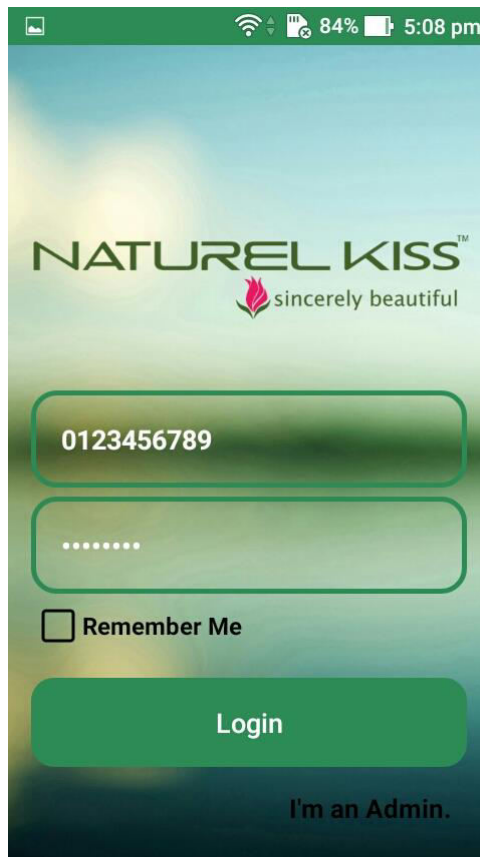 84% 5:08 pm
NATUREL KISS™
sincerely beautiful
0123456789
••••••••
Remember Me
Login
I'm an Admin.